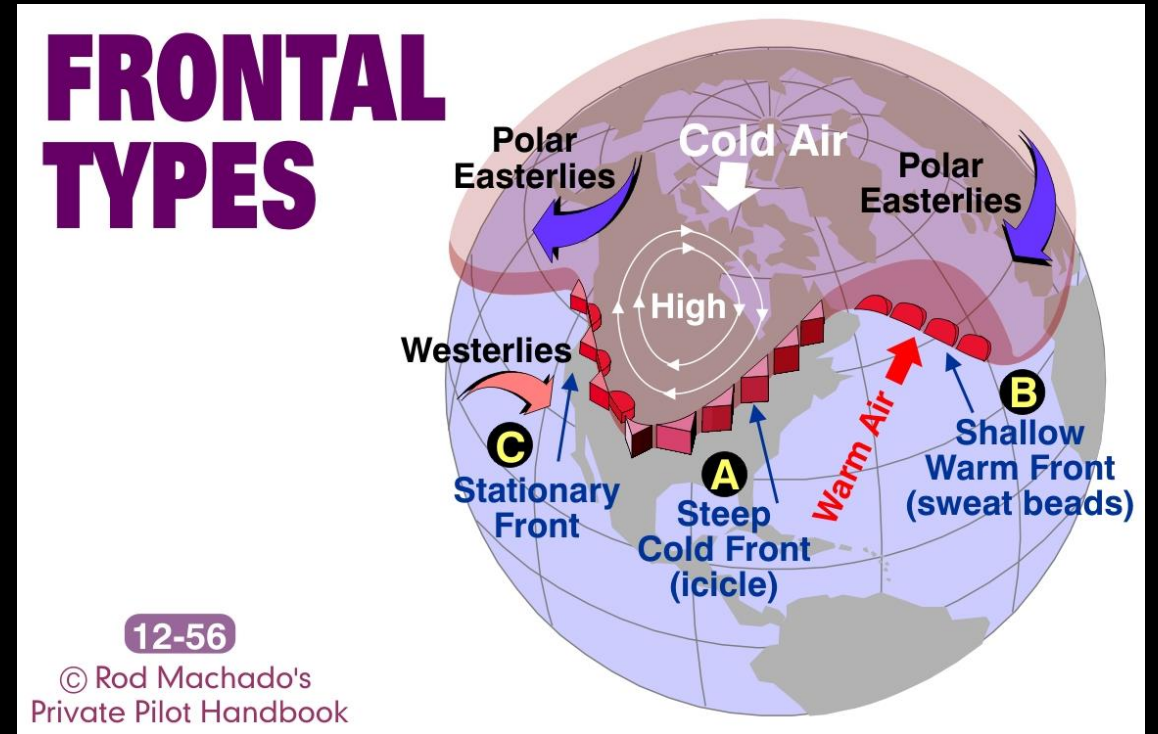 FRONTAL
TYPES
Polar
Easterlies
Cold Air
Polar
Easterlies
High
Westerlies
C
Stationary
Front
A
Steep
Cold Front
(icicle)
Warm Air
B
Shallow
Warm Front
(sweat beads)
12-56
© Rod Machado's
Private Pilot Handbook